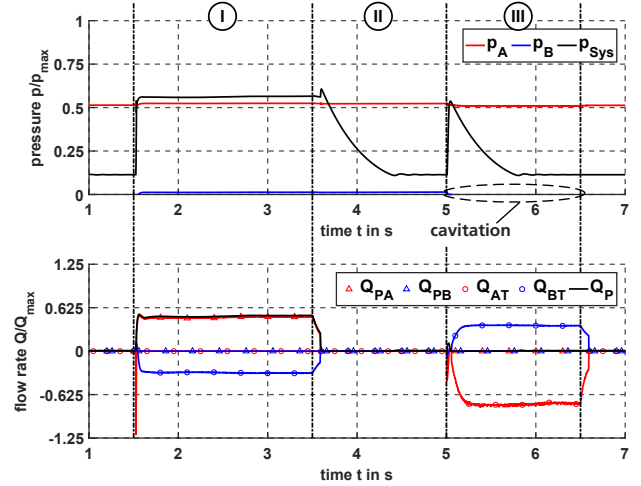 I II III
1
0.75
0.5
0.25
0
pressure p/p_max
p_A p_B p_Sys
1 2 3 4 5 6 7
time t in s
cavitation
1.25
0.625
0
-0.625
-1.25
flow rate Q/Q_max
Q_PA Q_PB Q_AT Q_BT Q_P
1 2 3 4 5 6 7
time t in s